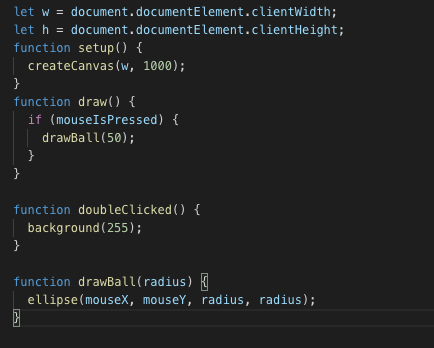 let w = document.documentElement.clientWidth;
let h = document.documentElement.clientHeight;
function setup() {
  createCanvas(w, 1000);
}
function draw() {
  if (mouseIsPressed) {
    drawBall(50);
  }
}

function doubleClicked() {
  background(255);
}

function drawBall(radius) {
  ellipse(mouseX, mouseY, radius, radius);
}